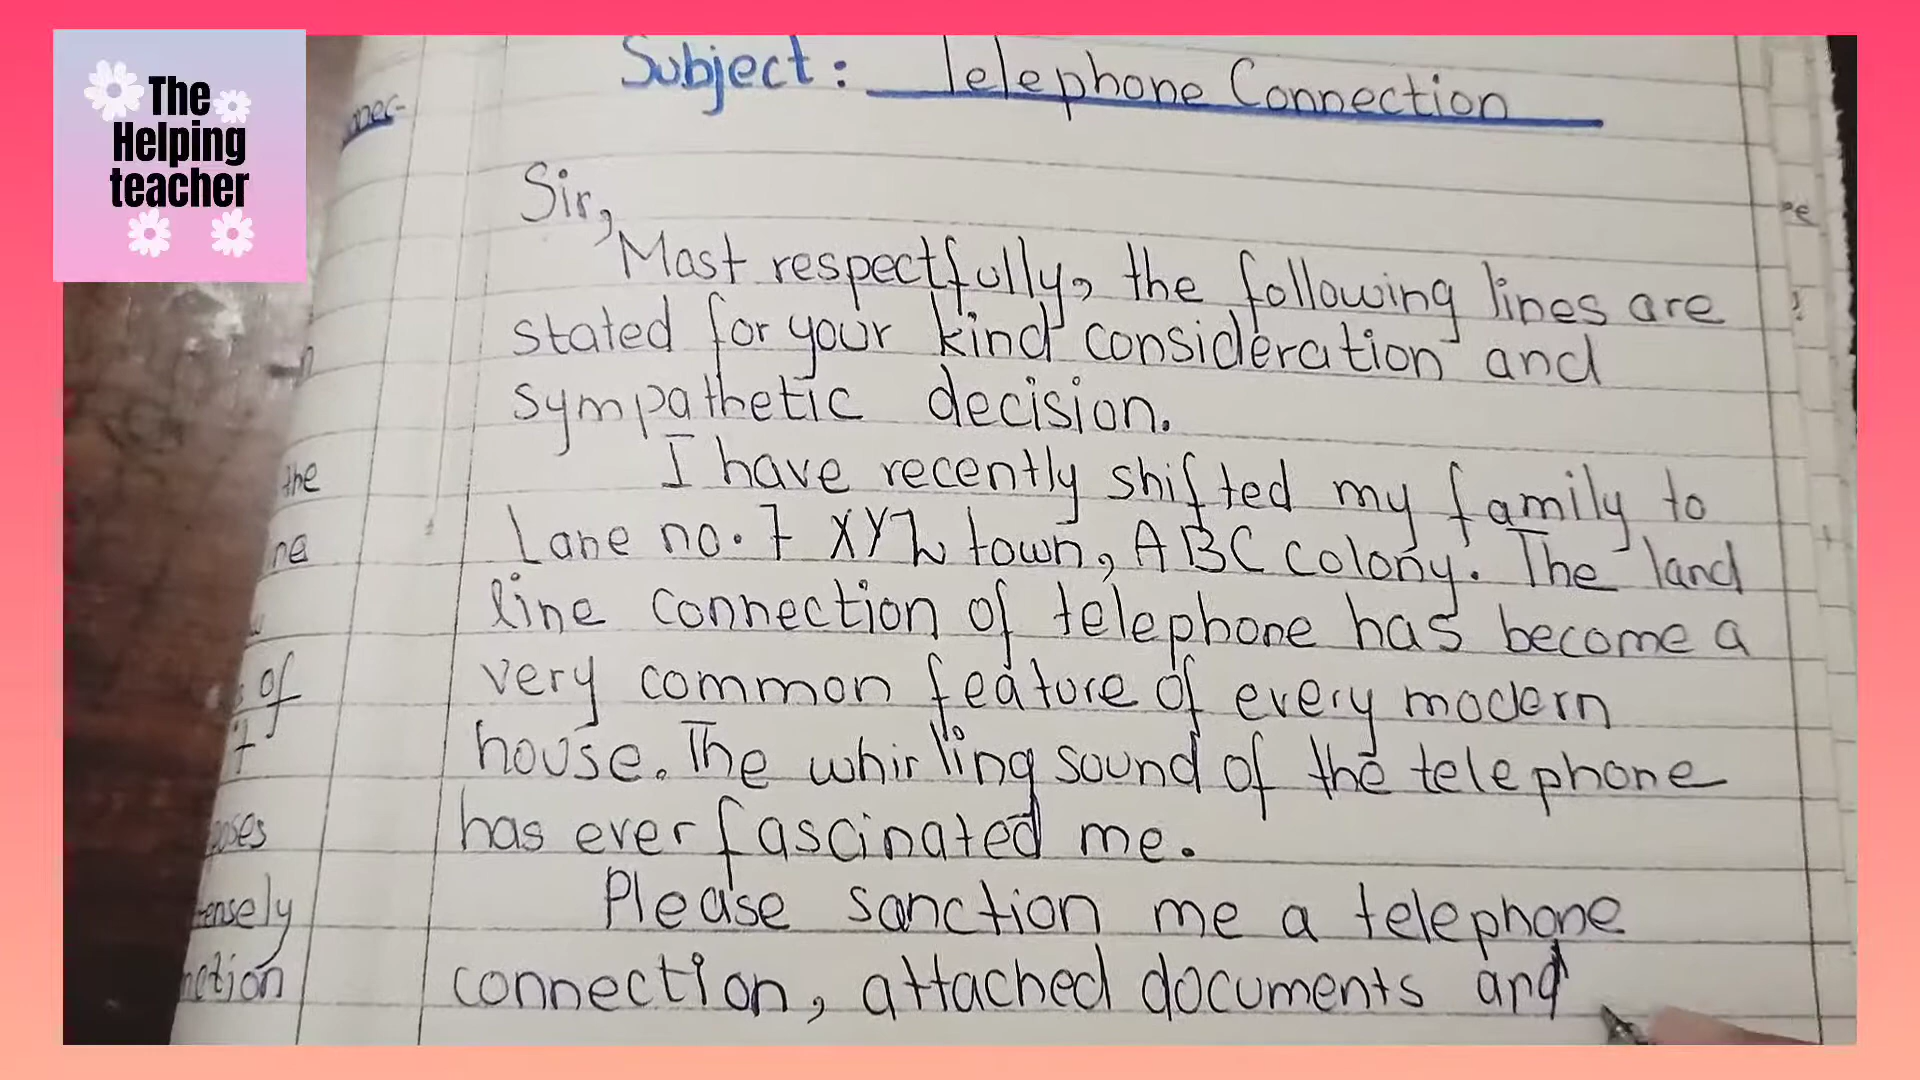 The
Helping
teacher
Subject: Telephone Connection
Sir,
Most respectfully, the following lines are
stated for your kind consideration and
sympathetic decision.
I have recently shifted my family to
Lane no. 7 XYZ town, ABC colony. The land
line connection of telephone has become a
very common feature of every modern
house. The whirling sound of the telephone
has ever fascinated me.
Please sanction me a telephone
connection, attached documents and
the
of